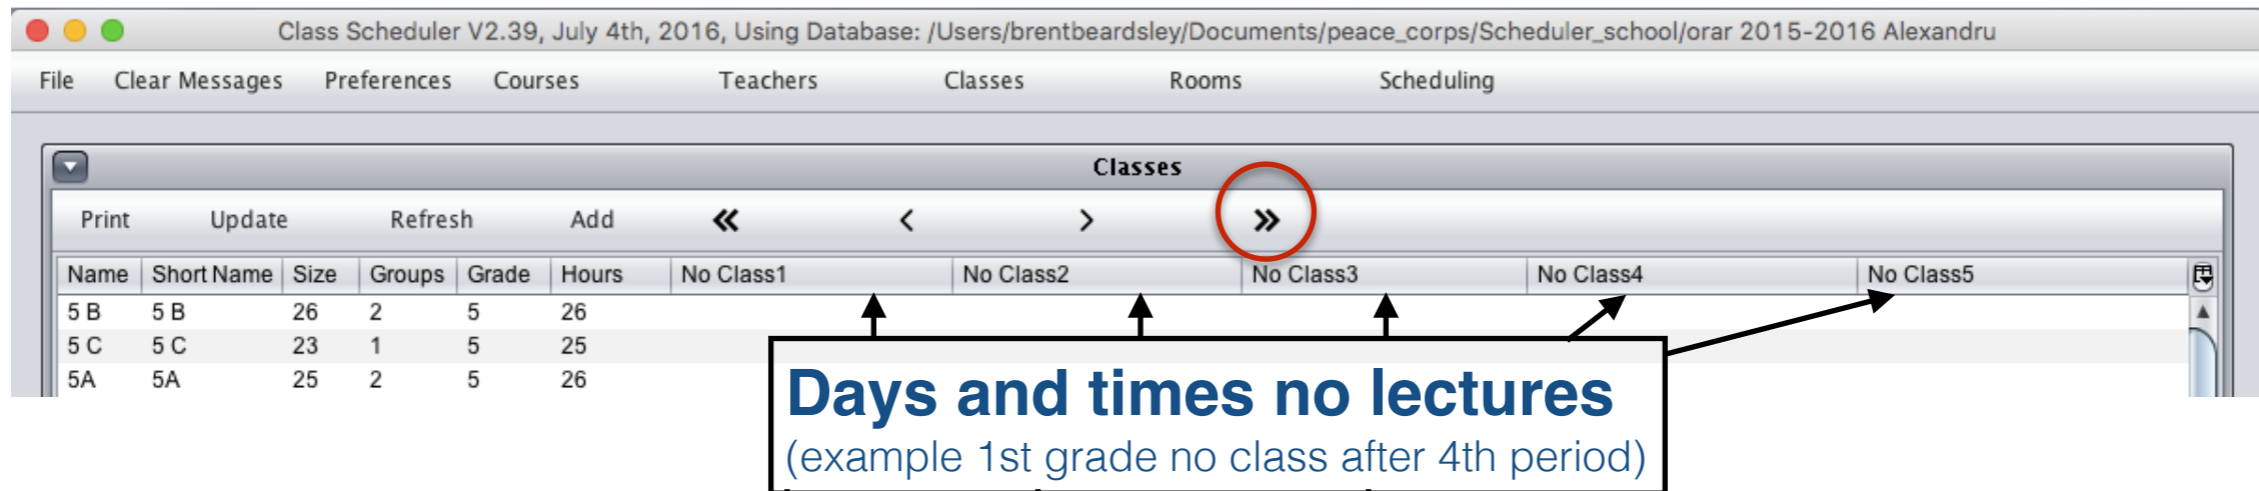 Class Scheduler V2.39, July 4th, 2016, Using Database: /Users/brentbeardsley/Documents/peace_corps/Scheduler_school/orar 2015-2016 Alexandru
File Clear Messages Preferences Courses Teachers Classes Rooms Scheduling
Classes
Print Update Refresh Add « < > »
Name Short Name Size Groups Grade Hours No Class1 No Class2 No Class3 No Class4 No Class5
5 B 5 B 26 2 5 26
5 C 5 C 23 1 5 25
5A 5A 25 2 5 26
Days and times no lectures
(example 1st grade no class after 4th period)